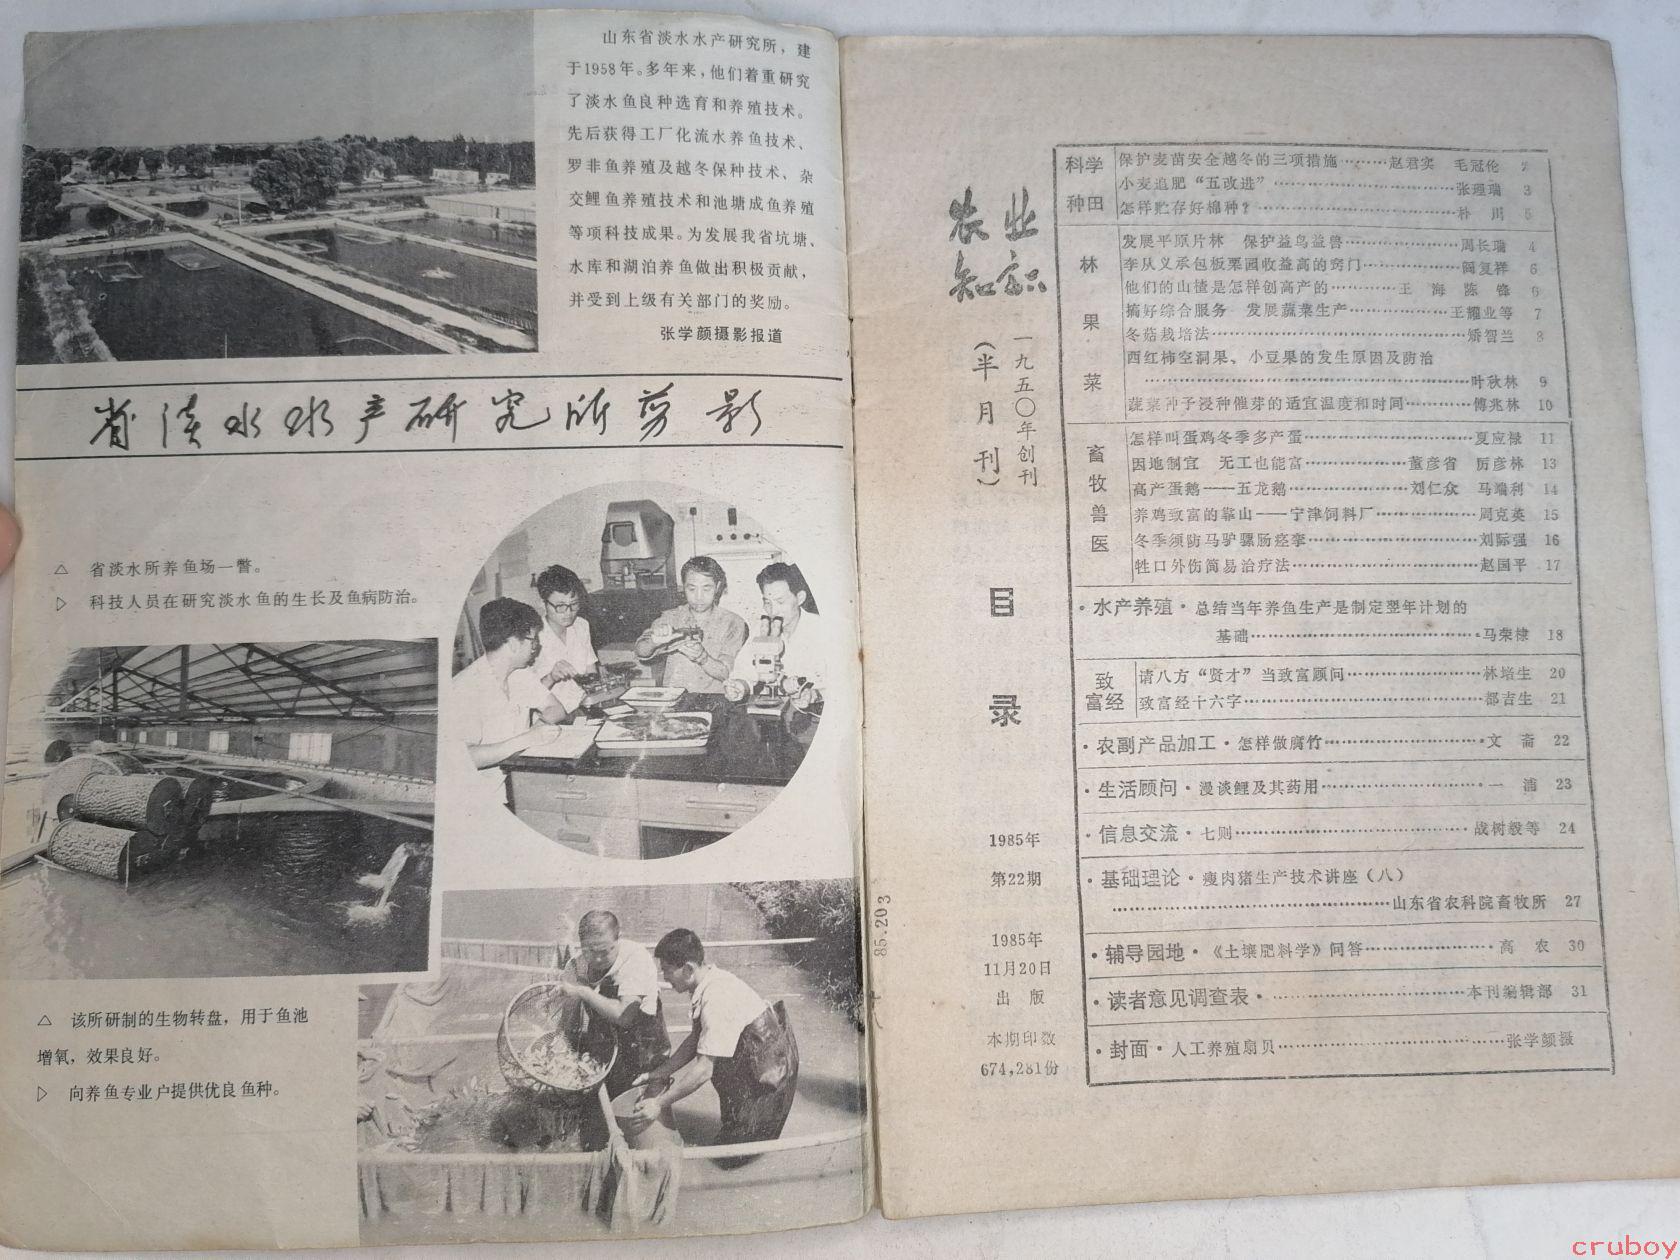 山东省淡水水产研究所，建
于1958年。多年来，他们着重研究
了淡水鱼良种选育和养殖技术。
先后获得工厂化流水养鱼技术、
罗非鱼养殖及越冬保种技术、杂
交鲤鱼养殖技术和池塘成鱼养殖
等项科技成果。为发展我省坑塘、
水库和湖泊养鱼做出积极贡献，
并受到上级有关部门的奖励。
张学颜摄影报道
省淡水水产研究所剪影
△ 省淡水所养鱼场一瞥。
▷ 科技人员在研究淡水鱼的生长及鱼病防治。
△ 该所研制的生物转盘，用于鱼池
增氧，效果良好。
▷ 向养鱼专业户提供优良鱼种。
农业
知识
一九五〇年创刊
（半月刊）
目录
1985年
第22期
1985年
11月20日
出版
本期印数
674,281份
85.203
科学
种田
保护麦苗安全越冬的三项措施………赵君实 毛冠伦 2
小麦追肥“五改进”………张理瑞 3
怎样贮存好棉种？………朴川 5
林
果
菜
发展平原片林 保护益鸟益兽………周长瑞 4
李从义承包板栗园收益高的窍门………阎复祥 6
他们的山楂是怎样创高产的………王海 陈锋 6
搞好综合服务 发展蔬菜生产………王耀业等 7
冬菇栽培法………矫智兰 8
西红柿空洞果、小豆果的发生原因及防治
………叶秋林 9
蔬菜种子浸种催芽的适宜温度和时间………傅兆林 10
畜
牧
兽
医
怎样叫蛋鸡冬季多产蛋………夏应禄 11
因地制宜 无工也能富………董彦省 厉彦林 13
高产蛋鹅——五龙鹅………刘仁众 马端利 14
养鸡致富的靠山——宁津饲料厂………周克英 15
冬季须防马驴骡肠痉挛………刘际强 16
牲口外伤简易治疗法………赵国平 17
·水产养殖·总结当年养鱼生产是制定翌年计划的
基础………马荣棣 18
致
富经
请八方“贤才”当致富顾问………林培生 20
致富经十六字………都吉生 21
·农副产品加工·怎样做腐竹………文斋 22
·生活顾问·漫谈鲤及其药用………一浦 23
·信息交流·七则………战树毅等 24
·基础理论·瘦肉猪生产技术讲座（八）
………山东省农科院畜牧所 27
·辅导园地·《土壤肥料学》问答………高农 30
·读者意见调查表·………本刊编辑部 31
·封面·人工养殖扇贝………张学颜摄
cruboy